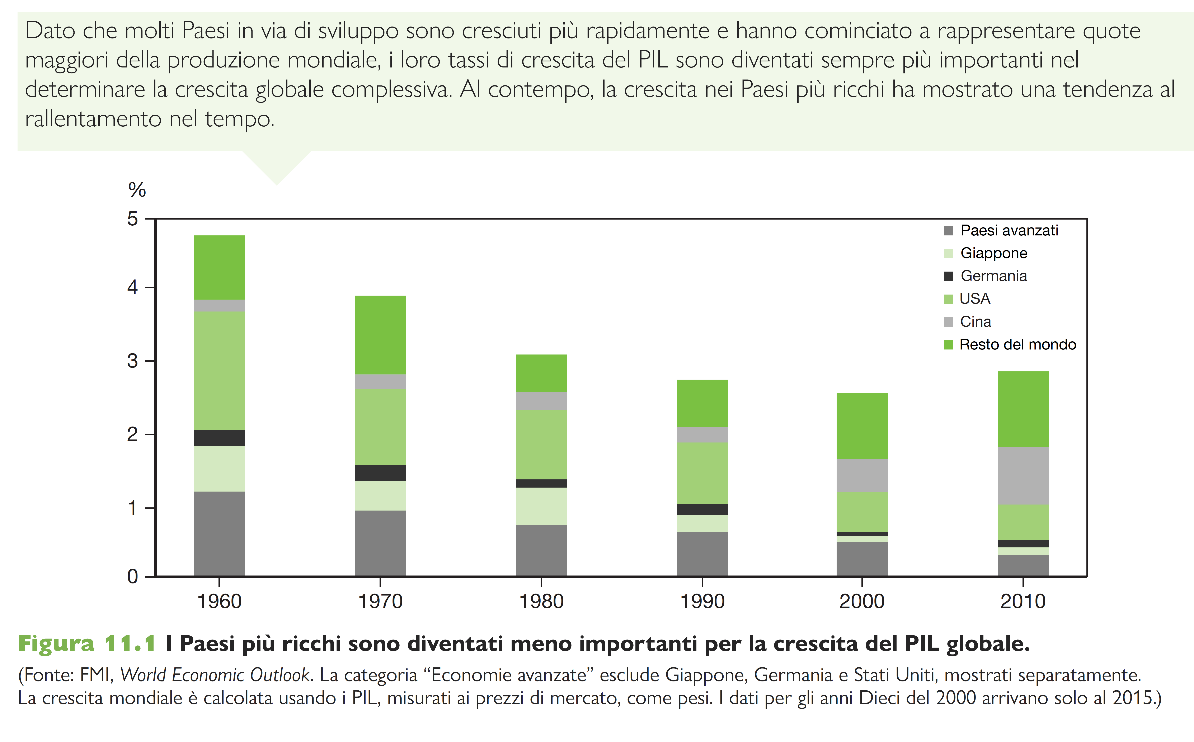 Dato che molti Paesi in via di sviluppo sono cresciuti più rapidamente e hanno cominciato a rappresentare quote
maggiori della produzione mondiale, i loro tassi di crescita del PIL sono diventati sempre più importanti nel
determinare la crescita globale complessiva. Al contempo, la crescita nei Paesi più ricchi ha mostrato una tendenza al
rallentamento nel tempo.
%
5
4
3
2
1
0
Paesi avanzati
Giappone
Germania
USA
Cina
Resto del mondo
1960 1970 1980 1990 2000 2010
Figura 11.1 I Paesi più ricchi sono diventati meno importanti per la crescita del PIL globale.
(Fonte: FMI, World Economic Outlook. La categoria “Economie avanzate” esclude Giappone, Germania e Stati Uniti, mostrati separatamente.
La crescita mondiale è calcolata usando i PIL, misurati ai prezzi di mercato, come pesi. I dati per gli anni Dieci del 2000 arrivano solo al 2015.)